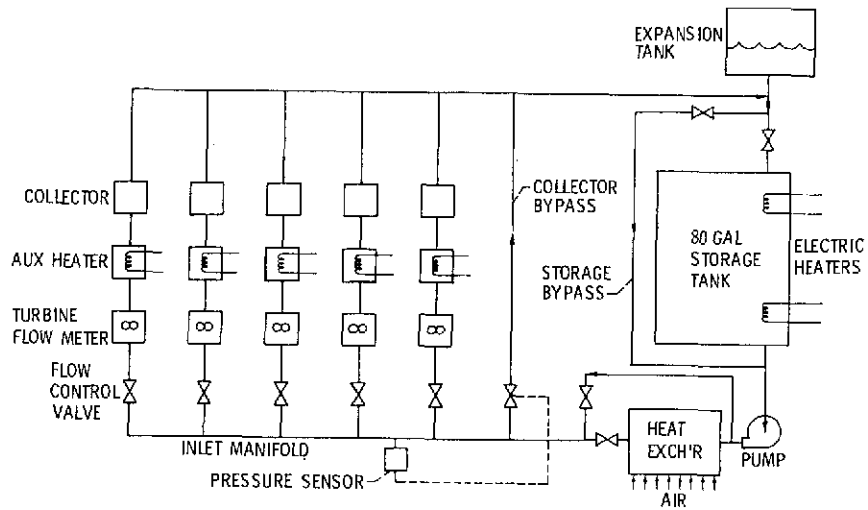 EXPANSION
TANK
COLLECTOR
COLLECTOR
BYPASS
80 GAL
STORAGE
TANK
ELECTRIC
HEATERS
AUX HEATER
STORAGE
BYPASS
TURBINE
FLOW METER
FLOW
CONTROL
VALVE
INLET MANIFOLD
HEAT
EXCH'R
PUMP
PRESSURE SENSOR
AIR